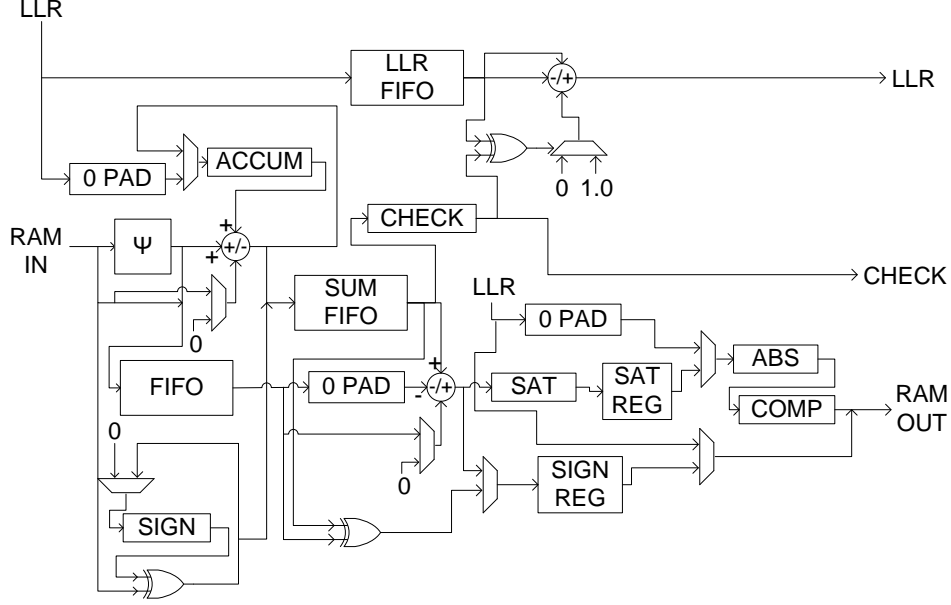 LLR
LLR
FIFO
-/+
LLR
0 PAD
ACCUM
0 1.0
CHECK
RAM
IN
Ψ
+
+
+/-
CHECK
0
SUM
FIFO
LLR
0 PAD
ABS
FIFO
0 PAD
+
-
-/+
SAT
SAT
REG
COMP
RAM
OUT
0
0
SIGN
REG
SIGN